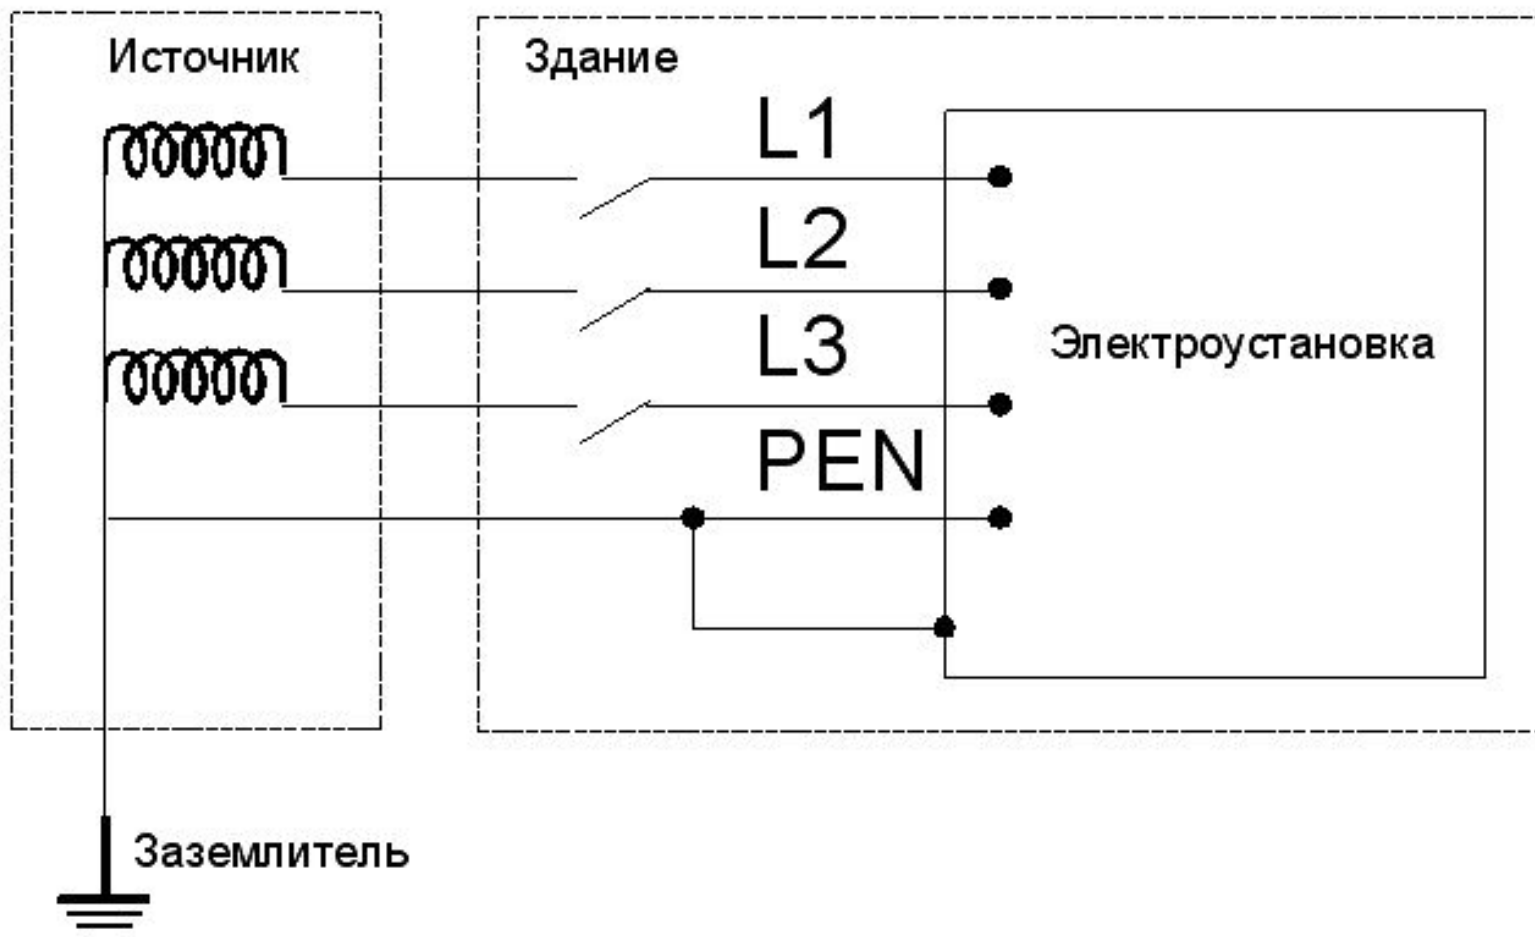 Источник
Здание
L1
L2
L3
Электроустановка
PEN
Заземлитель